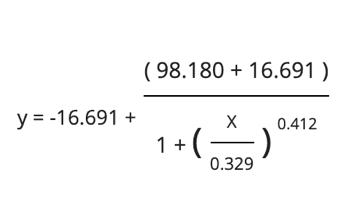 y = -16.691 + ( 98.180 + 16.691 ) / 1 + ( X / 0.329 ) ^ 0.412